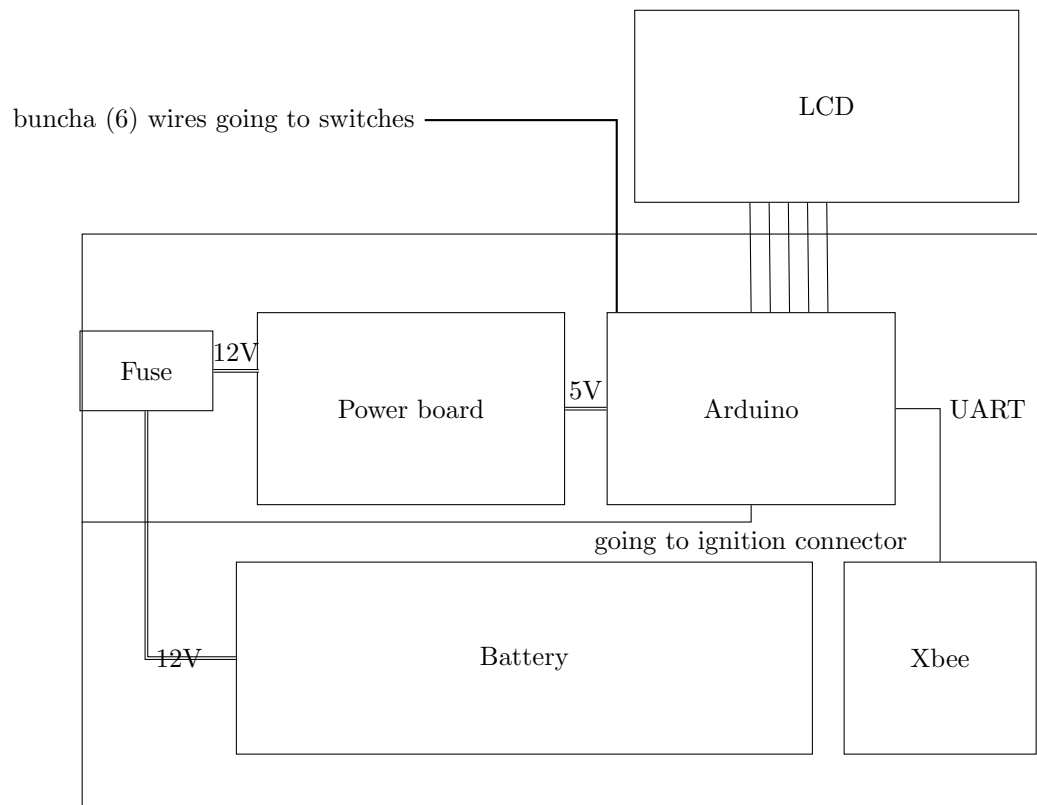 LCD
buncha (6) wires going to switches
12V
Fuse
5V
Power board
Arduino
UART
going to ignition connector
12V
Battery
Xbee